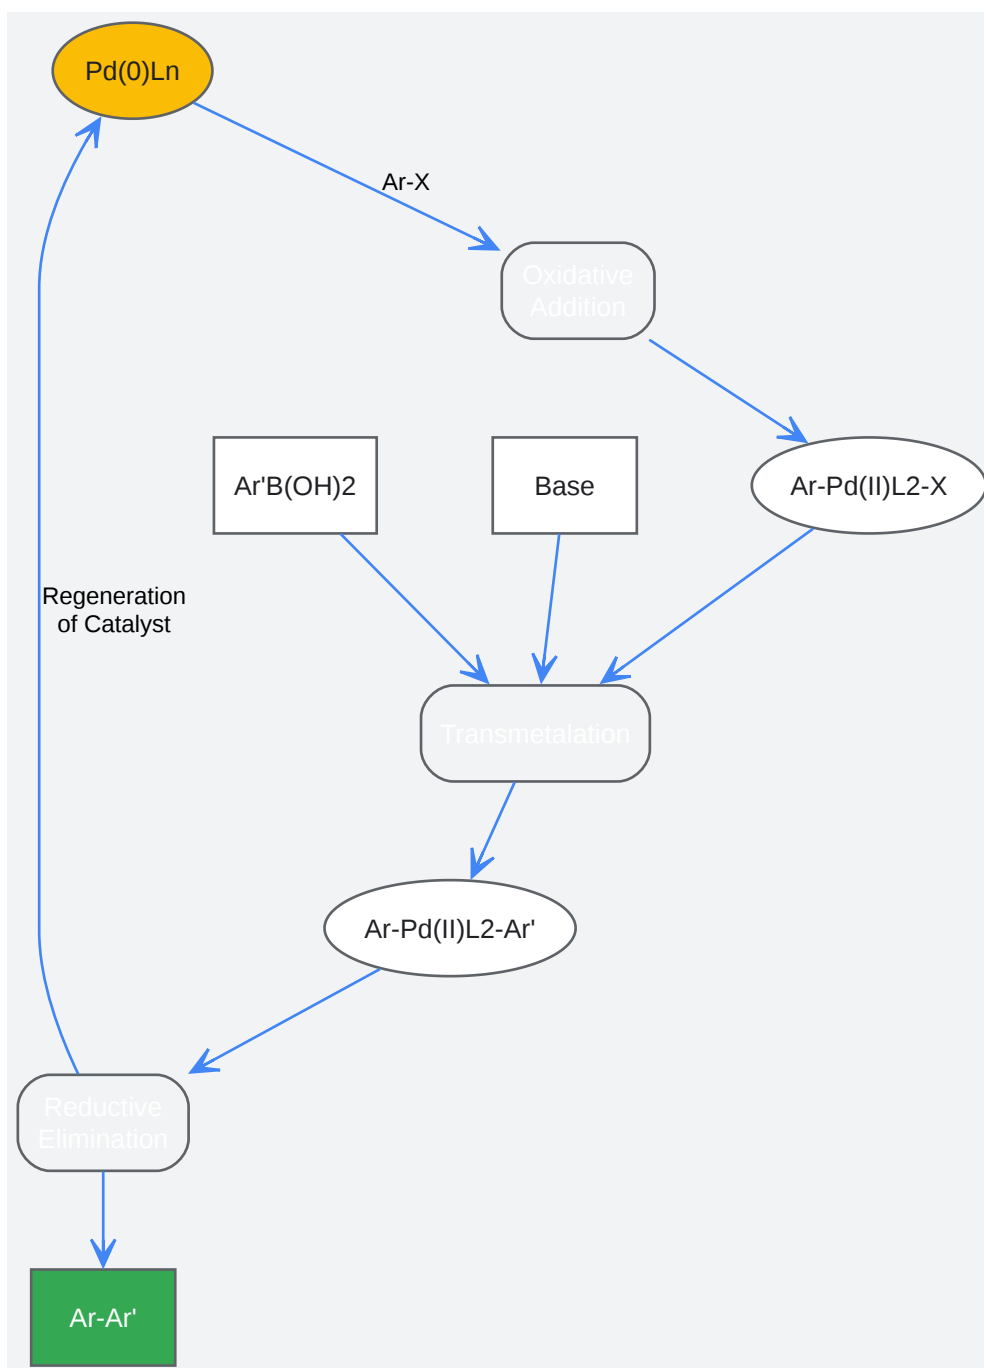 Pd(0)Ln
Ar-X
Oxidative
Addition
Ar'B(OH)2
Base
Ar-Pd(II)L2-X
Regeneration
of Catalyst
Transmetalation
Ar-Pd(II)L2-Ar'
Reductive
Elimination
Ar-Ar'